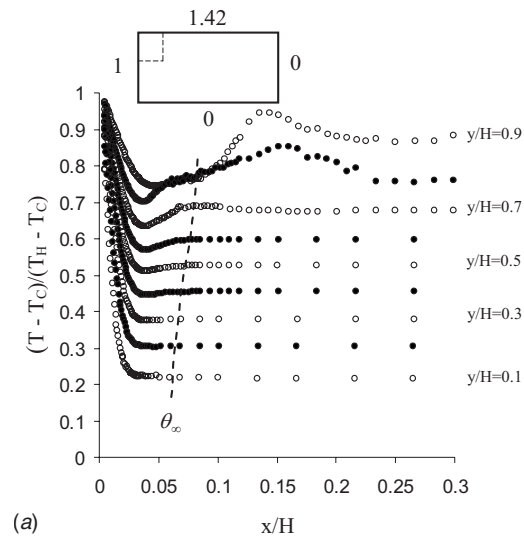 1.42
1
0
0
1
0.9
0.8
0.7
0.6
0.5
0.4
0.3
0.2
0.1
0
(T - T_C)/(T_H - T_C)
y/H=0.9
y/H=0.7
y/H=0.5
y/H=0.3
y/H=0.1
θ_∞
0 0.05 0.1 0.15 0.2 0.25 0.3
(a) x/H